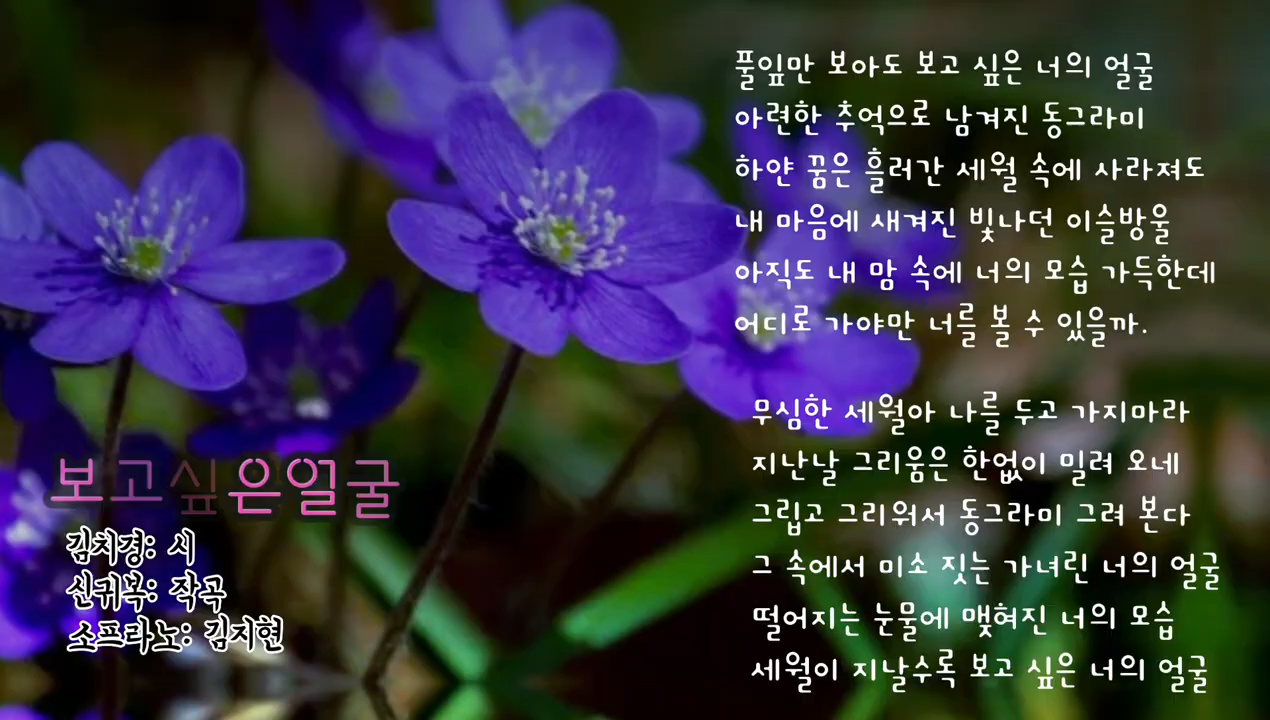 보고싶은얼굴
김치경: 시
신귀복: 작곡
소프라노: 김지현
풀잎만 보아도 보고 싶은 너의 얼굴
아련한 추억으로 남겨진 동그라미
하얀 꿈은 흘러간 세월 속에 사라져도
내 마음에 새겨진 빛나던 이슬방울
아직도 내 맘 속에 너의 모습 가득한데
어디로 가야만 너를 볼 수 있을까.
무심한 세월아 나를 두고 가지마라
지난날 그리움은 한없이 밀려 오네
그립고 그리워서 동그라미 그려 본다
그 속에서 미소 짓는 가녀린 너의 얼굴
떨어지는 눈물에 맺혀진 너의 모습
세월이 지날수록 보고 싶은 너의 얼굴